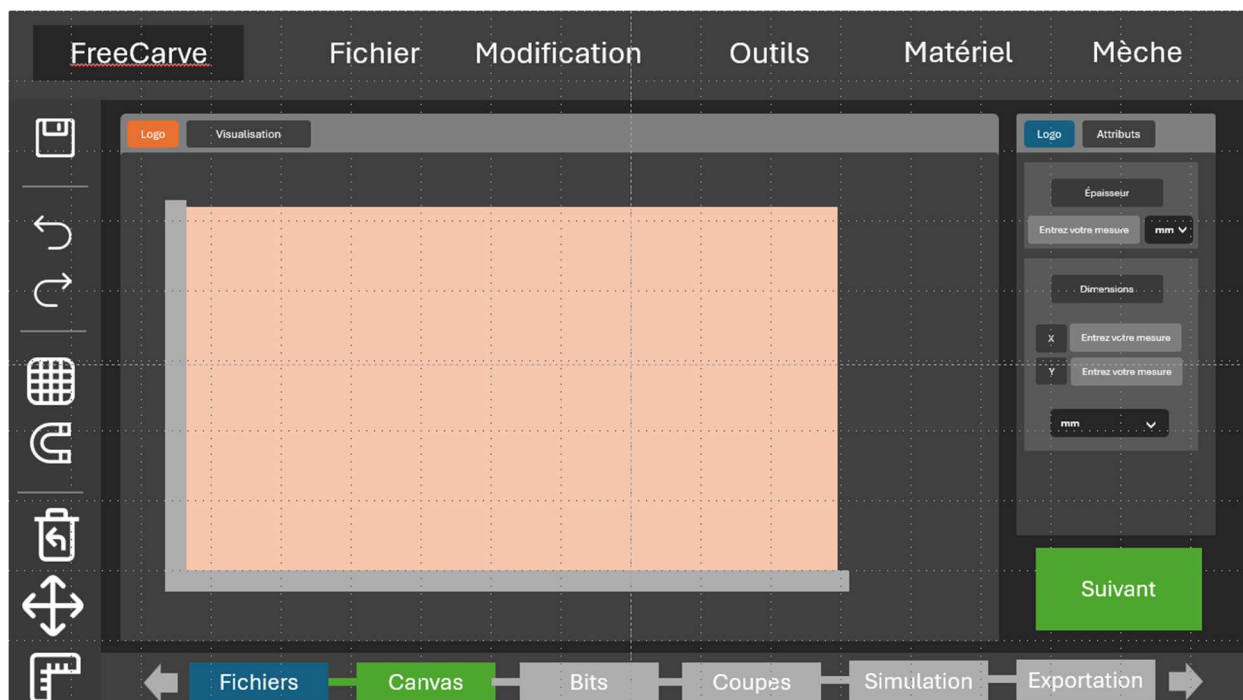 FreeCarve
Fichier
Modification
Outils
Matériel
Mèche
Logo
Visualisation
Logo
Attributs
Épaisseur
Entrez votre mesure
mm
Dimensions
X
Entrez votre mesure
Y
Entrez votre mesure
mm
Suivant
Fichiers
Canvas
Bits
Coupes
Simulation
Exportation